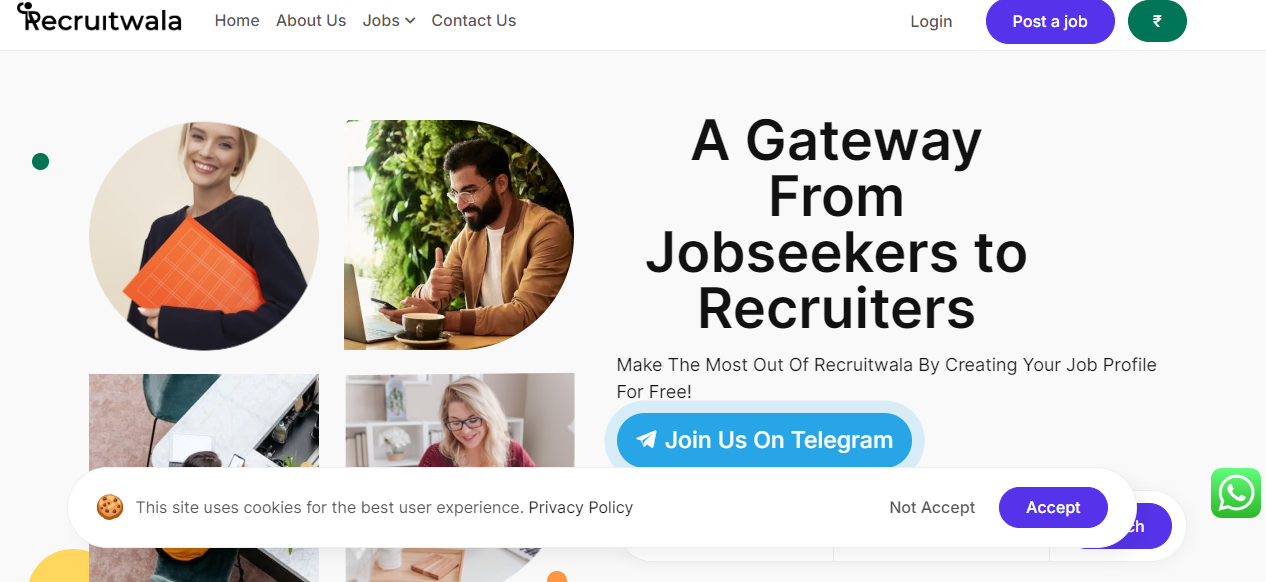 Recruitwala
Home About Us Jobs Contact Us
Login Post a job ₹
A Gateway
From
Jobseekers to
Recruiters
Make The Most Out Of Recruitwala By Creating Your Job Profile
For Free!
Join Us On Telegram
This site uses cookies for the best user experience. Privacy Policy
Not Accept Accept